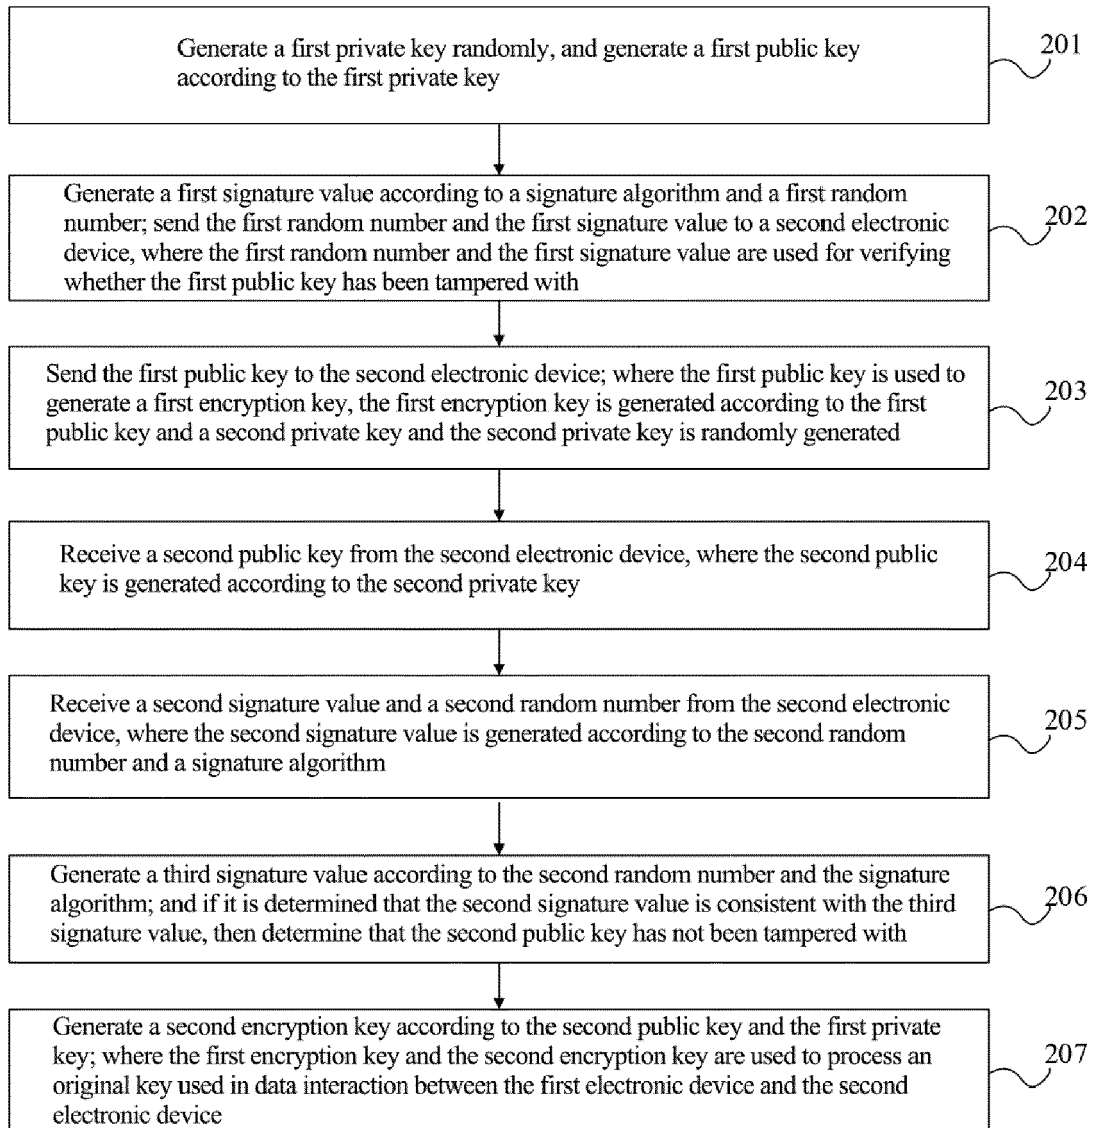 Generate a first private key randomly, and generate a first public key
according to the first private key
201
Generate a first signature value according to a signature algorithm and a first random
number; send the first random number and the first signature value to a second electronic
device, where the first random number and the first signature value are used for verifying
whether the first public key has been tampered with
202
Send the first public key to the second electronic device; where the first public key is used to
generate a first encryption key, the first encryption key is generated according to the first
public key and a second private key and the second private key is randomly generated
203
Receive a second public key from the second electronic device, where the second public
key is generated according to the second private key
204
Receive a second signature value and a second random number from the second electronic
device, where the second signature value is generated according to the second random
number and a signature algorithm
205
Generate a third signature value according to the second random number and the signature
algorithm; and if it is determined that the second signature value is consistent with the third
signature value, then determine that the second public key has not been tampered with
206
Generate a second encryption key according to the second public key and the first private
key; where the first encryption key and the second encryption key are used to process an
original key used in data interaction between the first electronic device and the second
electronic device
207